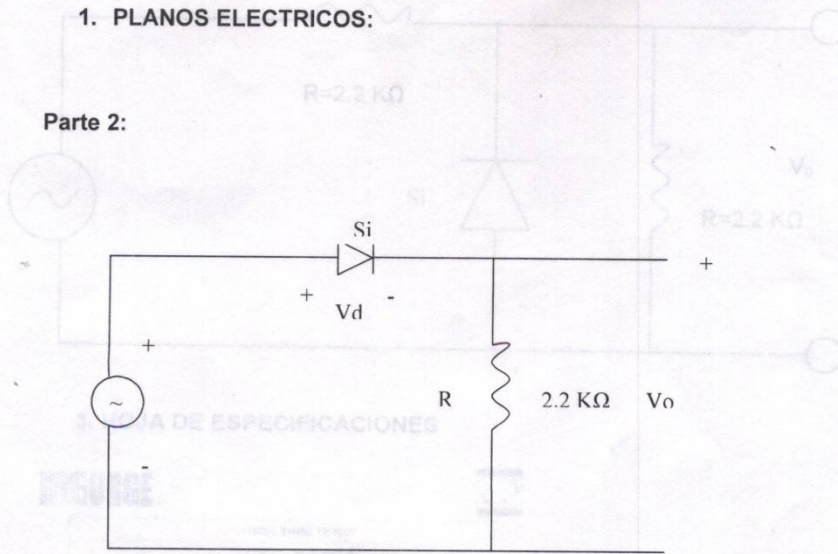 1. PLANOS ELECTRICOS:
R=2.2 KΩ
Parte 2:
Si
V₀
R=2.2 KΩ
Si
+
+ Vd -
+
~
R 2.2 KΩ Vo
3. HOJA DE ESPECIFICACIONES
-